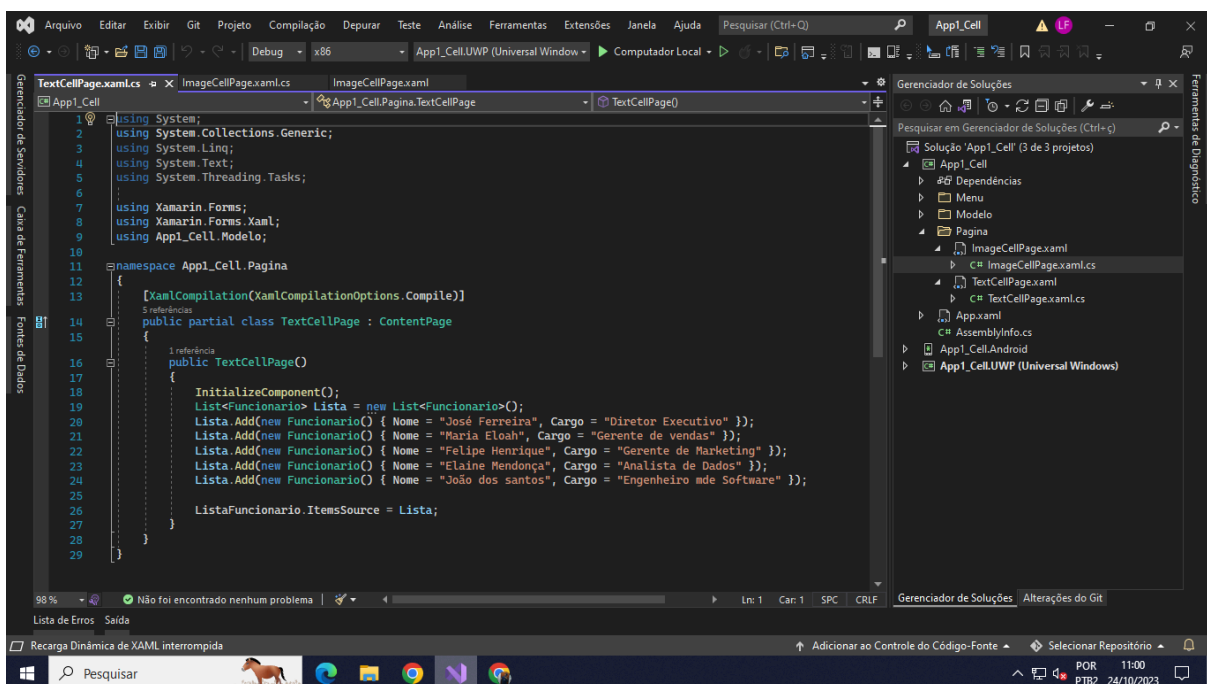 Arquivo Editar Exibir Git Projeto Compilação Depurar Teste Análise Ferramentas Extensões Janela Ajuda Pesquisar (Ctrl+Q) App1_Cell LF
Debug x86 App1_Cell.UWP (Universal Window Computador Local
Gerenciador de Servidores Caixa de Ferramentas Fontes de Dados
TextCellPage.xaml.cs ImageCellPage.xaml.cs ImageCellPage.xaml
App1_Cell App1_Cell.Pagina.TextCellPage TextCellPage()
1 using System;
2 using System.Collections.Generic;
3 using System.Linq;
4 using System.Text;
5 using System.Threading.Tasks;
6
7 using Xamarin.Forms;
8 using Xamarin.Forms.Xaml;
9 using App1_Cell.Modelo;
10
11 namespace App1_Cell.Pagina
12 {
13 [XamlCompilation(XamlCompilationOptions.Compile)]
5 referências
14 public partial class TextCellPage : ContentPage
15 {
1 referência
16 public TextCellPage()
17 {
18 InitializeComponent();
19 List<Funcionario> Lista = new List<Funcionario>();
20 Lista.Add(new Funcionario() { Nome = "José Ferreira", Cargo = "Diretor Executivo" });
21 Lista.Add(new Funcionario() { Nome = "Maria Eloah", Cargo = "Gerente de vendas" });
22 Lista.Add(new Funcionario() { Nome = "Felipe Henrique", Cargo = "Gerente de Marketing" });
23 Lista.Add(new Funcionario() { Nome = "Elaine Mendonça", Cargo = "Analista de Dados" });
24 Lista.Add(new Funcionario() { Nome = "João dos santos", Cargo = "Engenheiro mde Software" });
25
26 ListaFuncionario.ItemsSource = Lista;
27 }
28 }
29 }
98 % Não foi encontrado nenhum problema Ln: 1 Car: 1 SPC CRLF
Lista de Erros Saída
Gerenciador de Soluções
Pesquisar em Gerenciador de Soluções (Ctrl+ç)
Solução 'App1_Cell' (3 de 3 projetos)
App1_Cell
Dependências
Menu
Modelo
Pagina
ImageCellPage.xaml
C# ImageCellPage.xaml.cs
TextCellPage.xaml
C# TextCellPage.xaml.cs
App.xaml
C# AssemblyInfo.cs
App1_Cell.Android
App1_Cell.UWP (Universal Windows)
Gerenciador de Soluções Alterações do Git
Ferramentas de Diagnóstico
Recarga Dinâmica de XAML interrompida Adicionar ao Controle do Código-Fonte Selecionar Repositório
Pesquisar POR 11:00
PTB2 24/10/2023